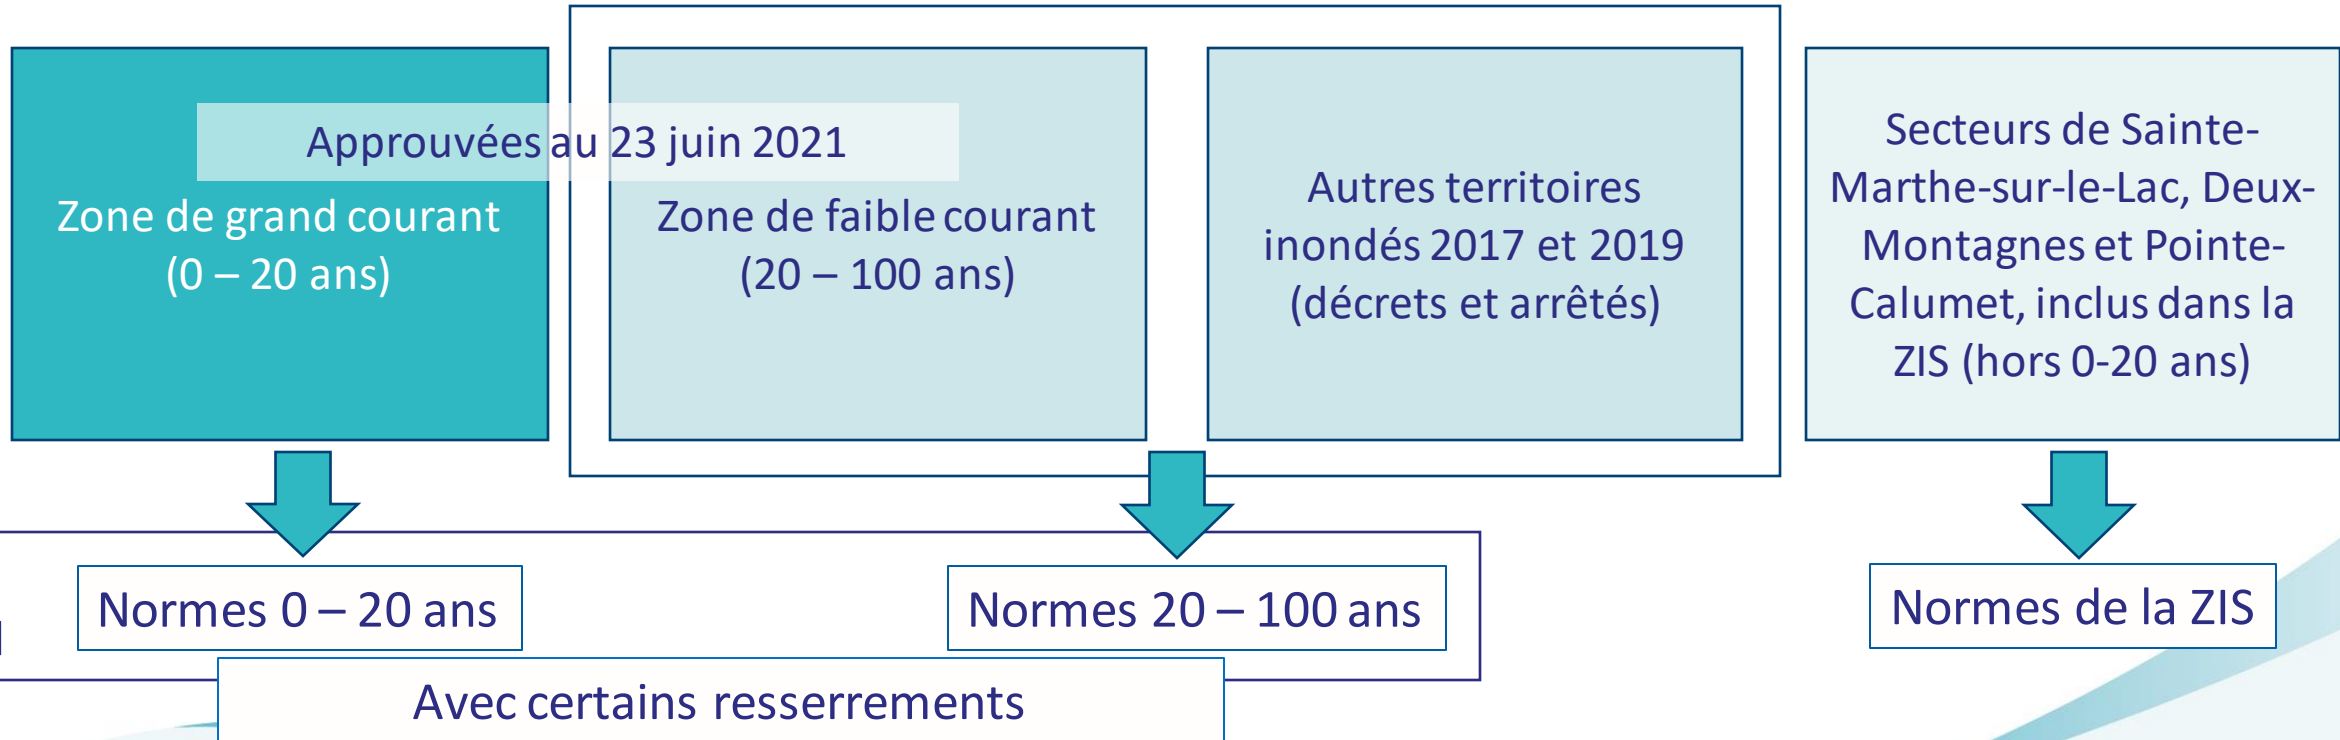 Approuvées au 23 juin 2021
Zone de grand courant
(0 – 20 ans)
Zone de faible courant
(20 – 100 ans)
Autres territoires
inondés 2017 et 2019
(décrets et arrêtés)
Secteurs de Sainte-
Marthe-sur-le-Lac, Deux-
Montagnes et Pointe-
Calumet, inclus dans la
ZIS (hors 0-20 ans)
Normes 0 – 20 ans
Normes 20 – 100 ans
Normes de la ZIS
Avec certains resserrements